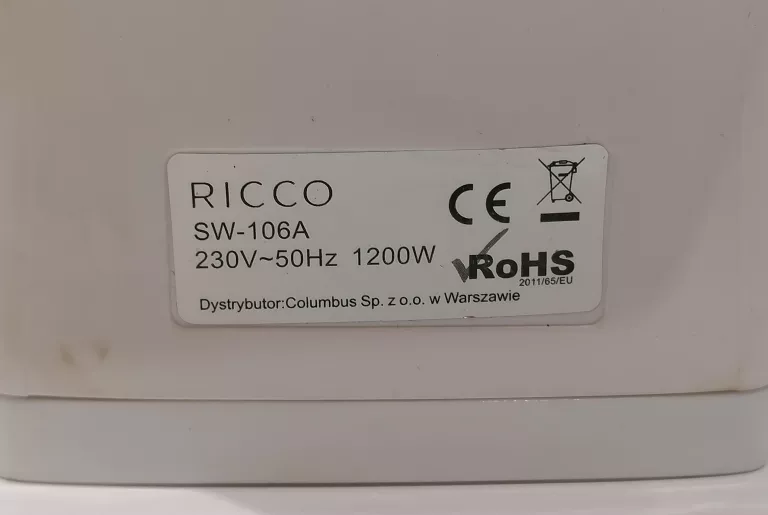 RICCO
SW-106A
230V~50Hz 1200W
CE
RoHS
2011/65/EU
Dystrybutor:Columbus Sp. z o.o. w Warszawie